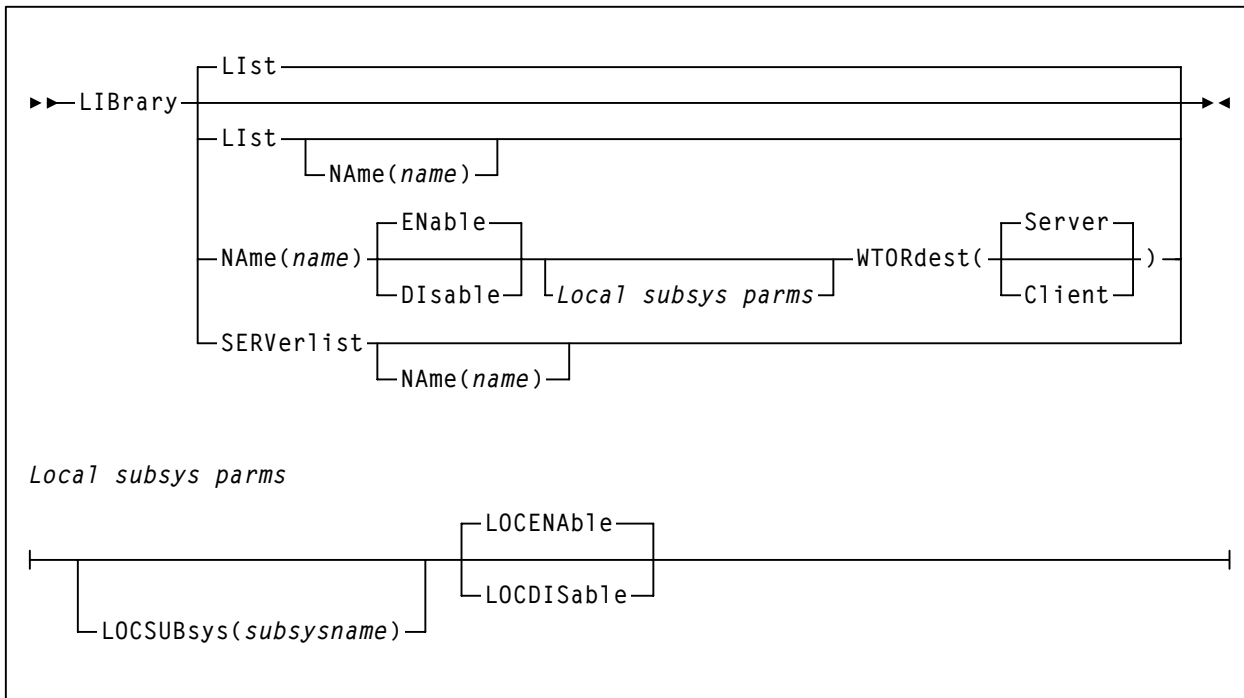 LIst
LIBrary
LIst
NAme(name)
ENable
Server
NAme(name)
WTORdest(
)
DIsable
Local subsys parms
Client
SERVerlist
NAme(name)
Local subsys parms
LOCENAble
LOCDISable
LOCSUBsys(subsysname)